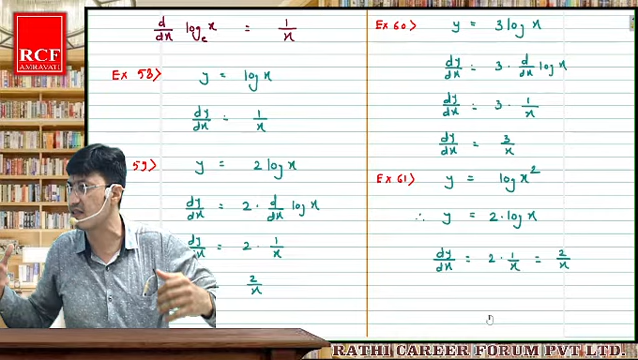 RCF
AMRAVATI
d/dx logₑx = 1/x
Ex 58> y = log x
dy/dx = 1/x
59> y = 2 log x
dy/dx = 2 · d/dx log x
dy/dx = 2 · 1/x
2/x
Ex 60> y = 3 log x
dy/dx = 3 · d/dx log x
dy/dx = 3 · 1/x
dy/dx = 3/x
Ex 61> y = log x²
∴ y = 2 · log x
dy/dx = 2 · 1/x = 2/x
RATHI CAREER FORUM PVT LTD.